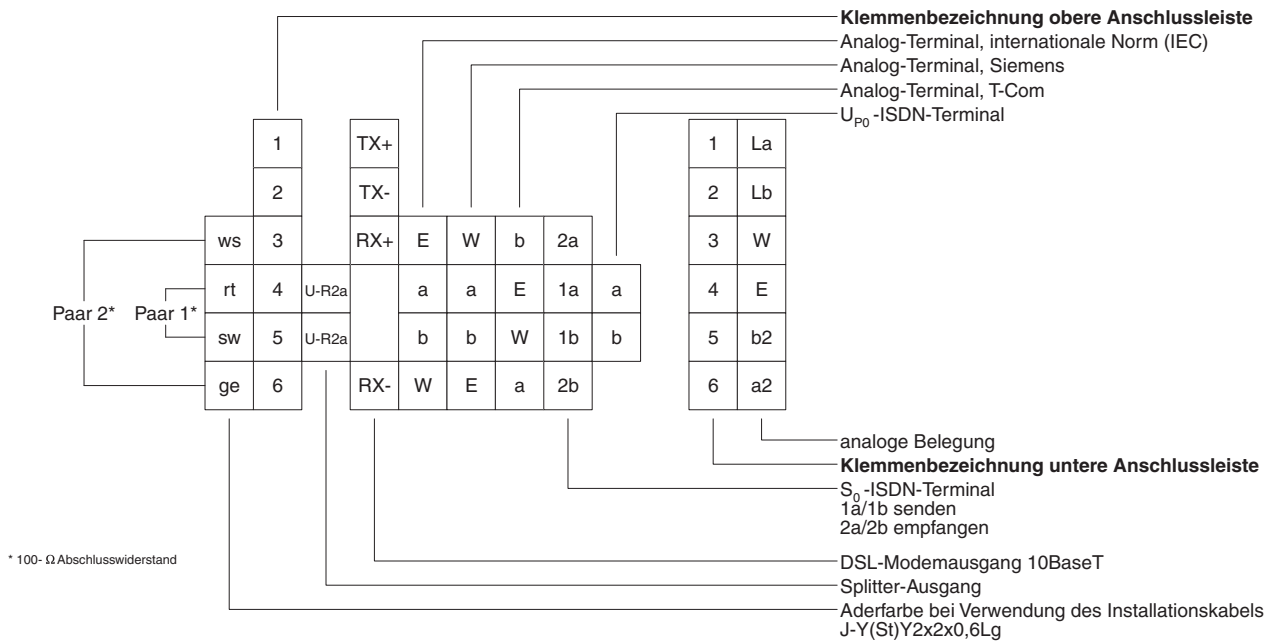 Klemmenbezeichnung obere Anschlussleiste
Analog-Terminal, internationale Norm (IEC)
Analog-Terminal, Siemens
Analog-Terminal, T-Com
UP0 -ISDN-Terminal
1 TX+ 1 La
2 TX- 2 Lb
ws 3 RX+ E W b 2a 3 W
rt 4 U-R2a a a E 1a a 4 E
Paar 2* Paar 1*
sw 5 U-R2a b b W 1b b 5 b2
ge 6 RX- W E a 2b 6 a2
analoge Belegung
Klemmenbezeichnung untere Anschlussleiste
S0 -ISDN-Terminal
1a/1b senden
2a/2b empfangen
* 100- Ω Abschlusswiderstand
DSL-Modemausgang 10BaseT
Splitter-Ausgang
Aderfarbe bei Verwendung des Installationskabels
J-Y(St)Y2x2x0,6Lg